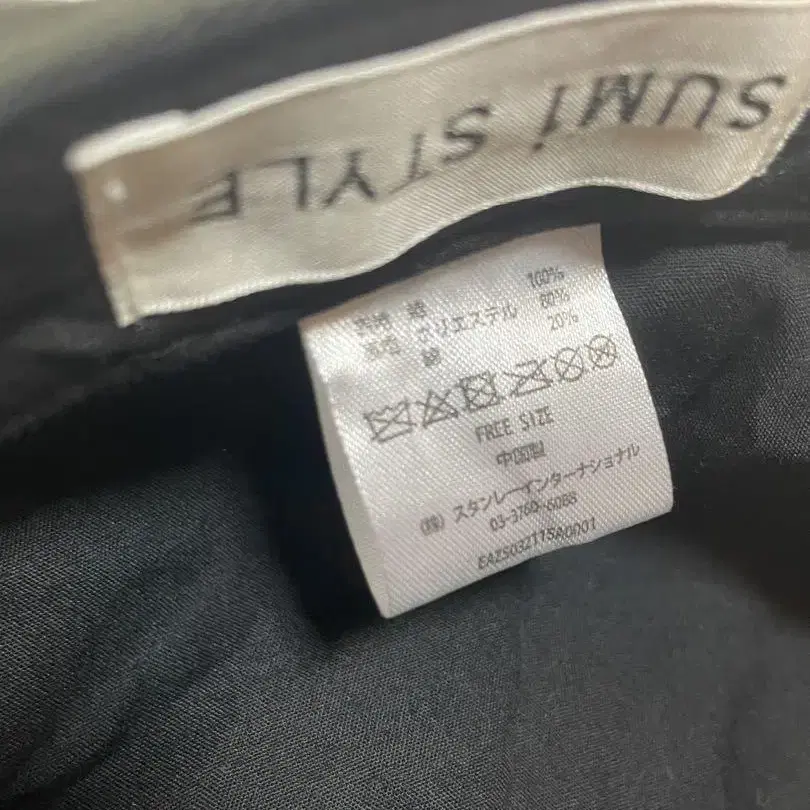 SUMi STYLE
表地 綿 100%
裏地 ポリエステル 80%
綿 20%
FREE SIZE
中国製
(株) スタンレーインターナショナル
03-3760-6088
EAZS03211SA0001